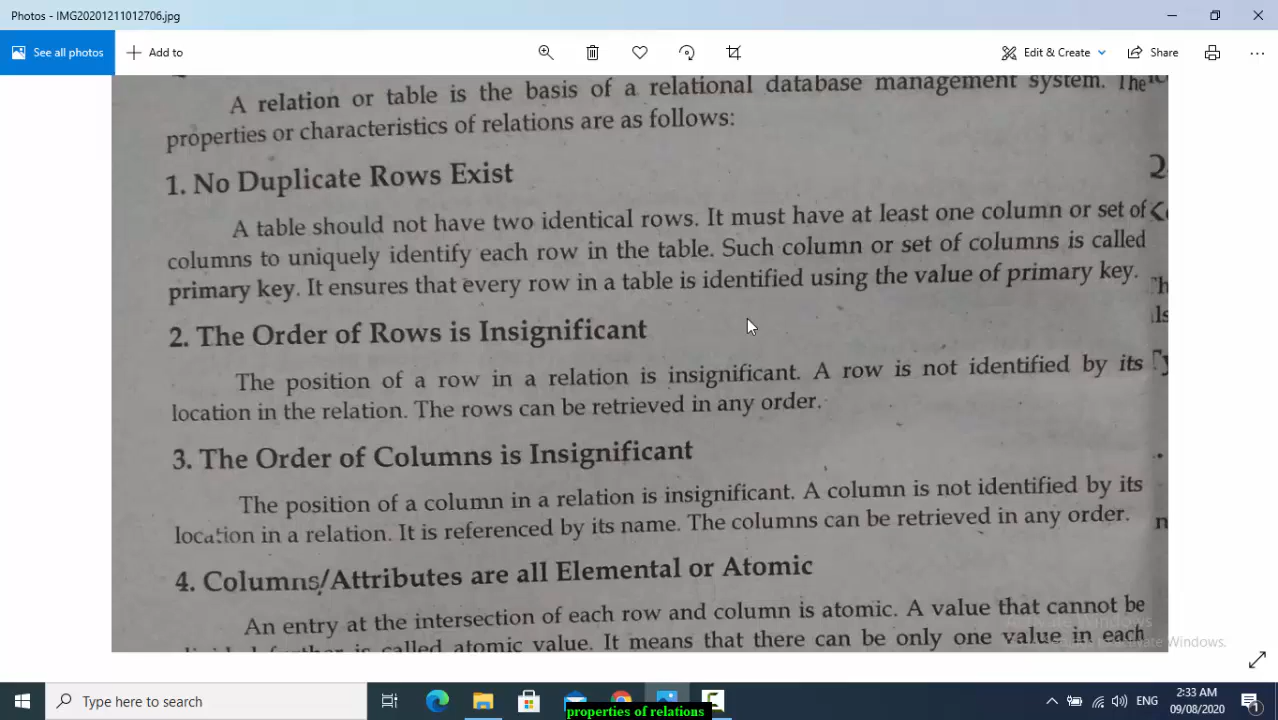 Photos - IMG20201211012706.jpg
See all photos
Add to
Edit & Create
Share
A relation or table is the basis of a relational database management system. The
properties or characteristics of relations are as follows:
1. No Duplicate Rows Exist
2
A table should not have two identical rows. It must have at least one column or set of
columns to uniquely identify each row in the table. Such column or set of columns is called
primary key. It ensures that every row in a table is identified using the value of primary key.
2. The Order of Rows is Insignificant
The position of a row in a relation is insignificant. A row is not identified by its
location in the relation. The rows can be retrieved in any order.
3. The Order of Columns is Insignificant
The position of a column in a relation is insignificant. A column is not identified by its
location in a relation. It is referenced by its name. The columns can be retrieved in any order.
4. Columns/Attributes are all Elemental or Atomic
An entry at the intersection of each row and column is atomic. A value that cannot be
divided further is called atomic value. It means that there can be only one value in each
Activate Windows
Windows.
Type here to search
properties of relations
ENG
2:33 AM
09/08/2020
1